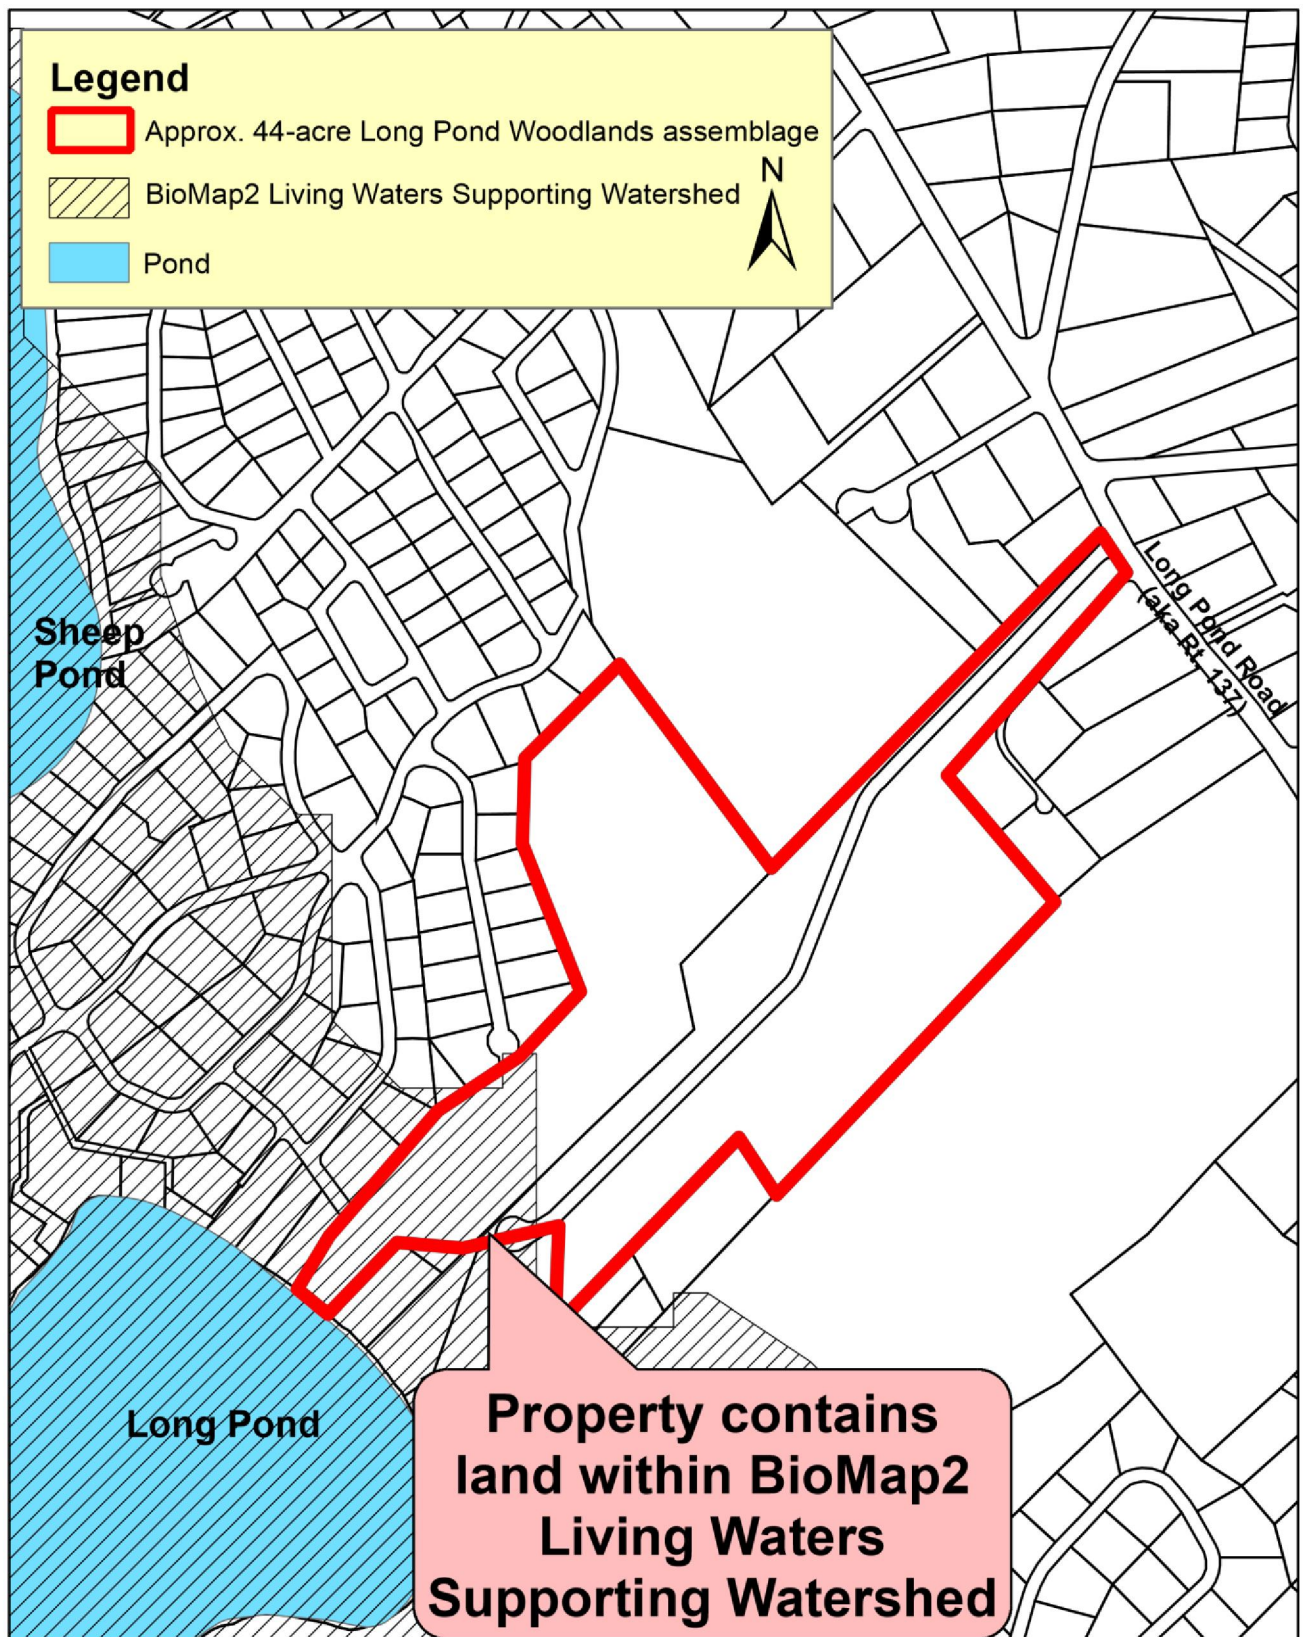 Legend
Approx. 44-acre Long Pond Woodlands assemblage
BioMap2 Living Waters Supporting Watershed
Pond
N
Long Pond Road
(aka Rt. 137)
Sheep
Pond
Long Pond
Property contains
land within BioMap2
Living Waters
Supporting Watershed